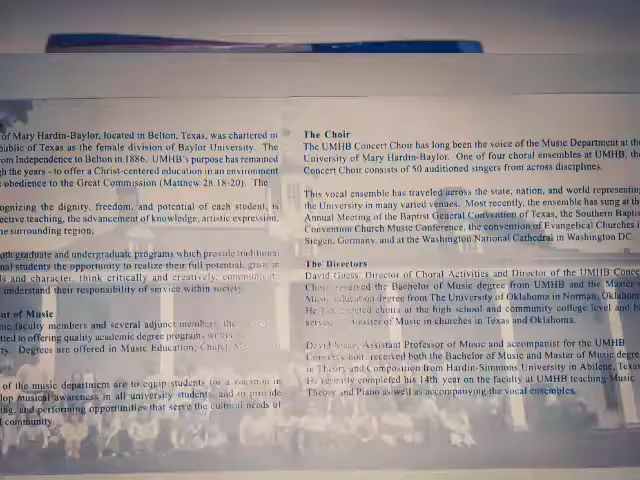 of Mary Hardin-Baylor, located in Belton, Texas, was chartered in
public of Texas as the female division of Baylor University. The
om Independence to Belton in 1886. UMHB's purpose has remained
gh the years - to offer a Christ-centered education in an environment
obedience to the Great Commission (Matthew 28:18-20). The
ognizing the dignity, freedom, and potential of each student, is
ective teaching, the advancement of knowledge, artistic expression,
he surrounding region.
oth graduate and undergraduate programs which provide traditional
nal students the opportunity to realize their full potential, grow in
ls and character, think critically and creatively, communicate
understand their responsibility of service within society.
nt of Music
me faculty members and several adjunct members, the
tted to offering quality academic degree programs,
ty. Degrees are offered in Music Education,
of the music department are to equip students for a vocation in
lop musical awareness in all university students, and to provide
ing, and performing opportunities that serve the cultural needs of
community.
The Choir
The UMHB Concert Choir has long been the voice of the Music Department at the
University of Mary Hardin-Baylor. One of four choral ensembles at UMHB, the
Concert Choir consists of 50 auditioned singers from across disciplines.
This vocal ensemble has traveled across the state, nation, and world representing
the University in many varied venues. Most recently, the ensemble has sung at the
Annual Meeting of the Baptist General Convention of Texas, the Southern Baptist
Convention Church Music Conference, the convention of Evangelical Churches in
Siegen, Germany, and at the Washington National Cathedral in Washington DC.
The Directors
David Guess, Director of Choral Activities and Director of the UMHB Concert
Choir received the Bachelor of Music degree from UMHB and the Master of
Music Education degree from The University of Oklahoma in Norman, Oklahoma.
He has directed choirs at the high school and community college level and has
Minister of Music in churches in Texas and Oklahoma.
David Assistant Professor of Music and accompanist for the UMHB
Concert Choir, received both the Bachelor of Music and Master of Music degrees
in Theory and Composition from Hardin-Simmons University in Abilene, Texas.
He recently completed his 14th year on the faculty at UMHB teaching Music
Theory and Piano as well as accompanying the vocal ensembles.